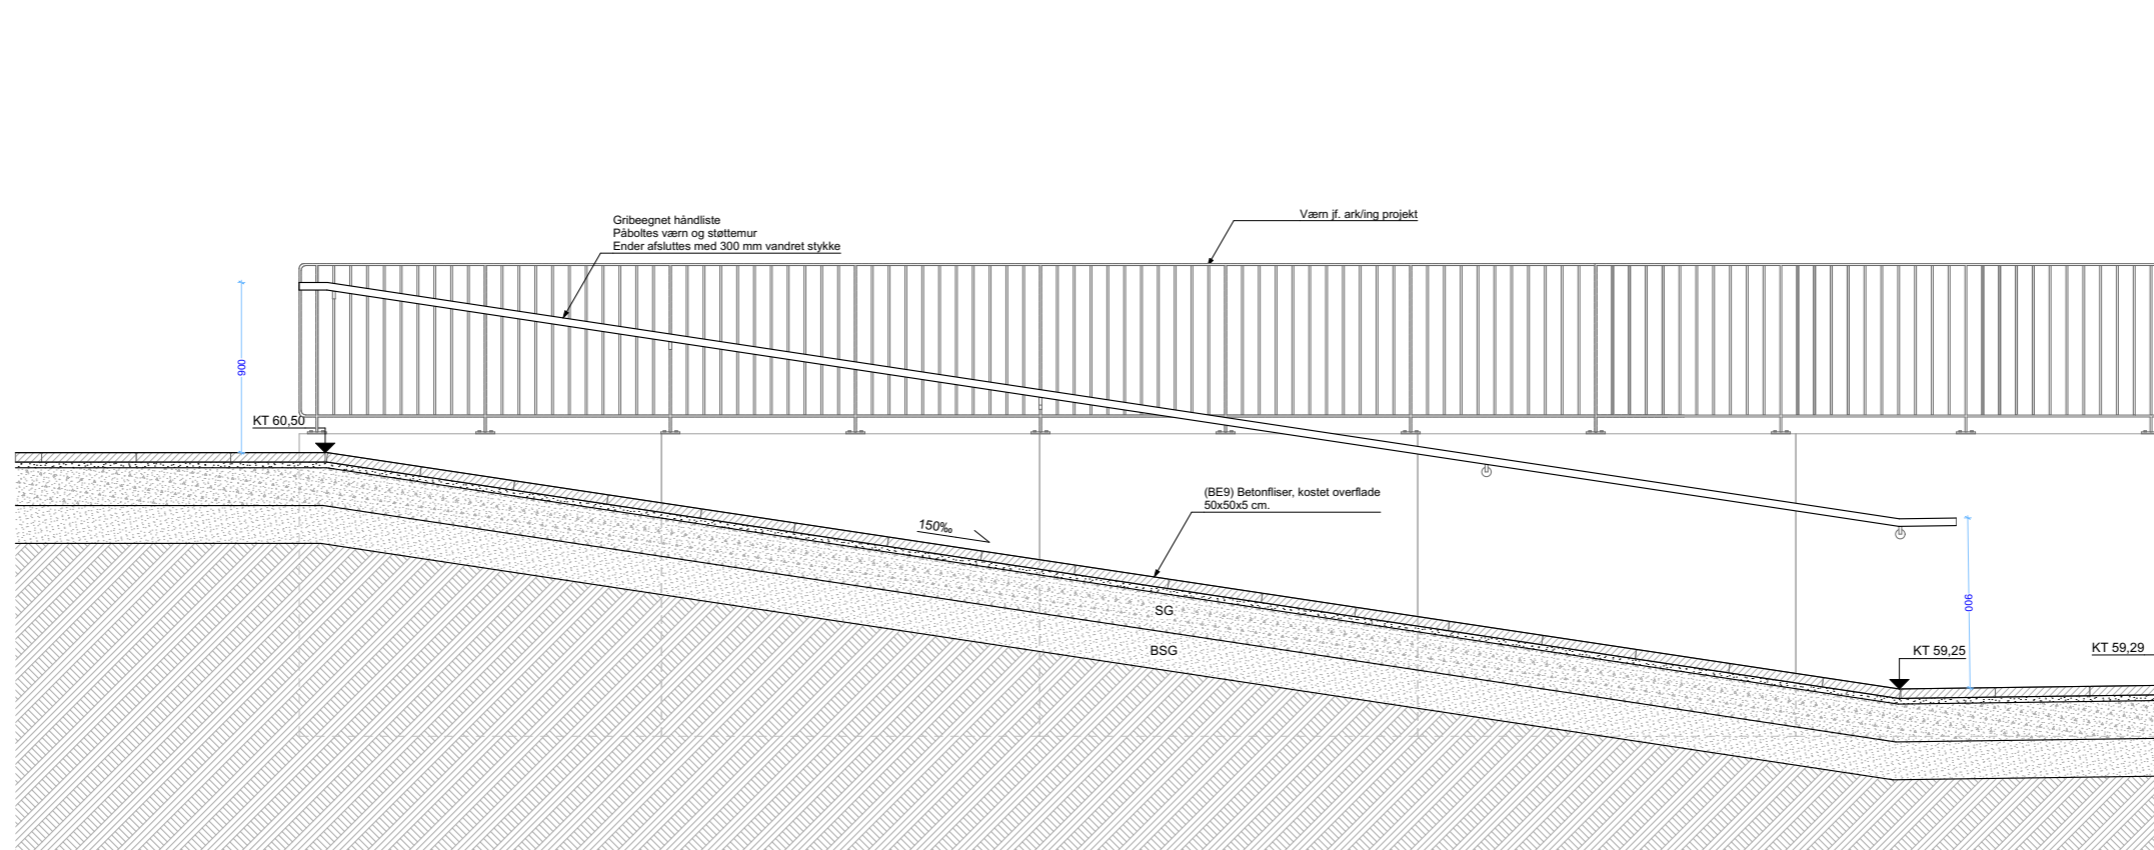 Værn jf. ark/ing projekt
Gribeegnet håndliste
Påboltes værn og støttemur
Ender afsluttes med 300 mm vandret stykke
900
KT 60,50
(BE9) Betonfliser, kostet overflade
50x50x5 cm.
150‰
SG
BSG
900
KT 59,25
KT 59,29